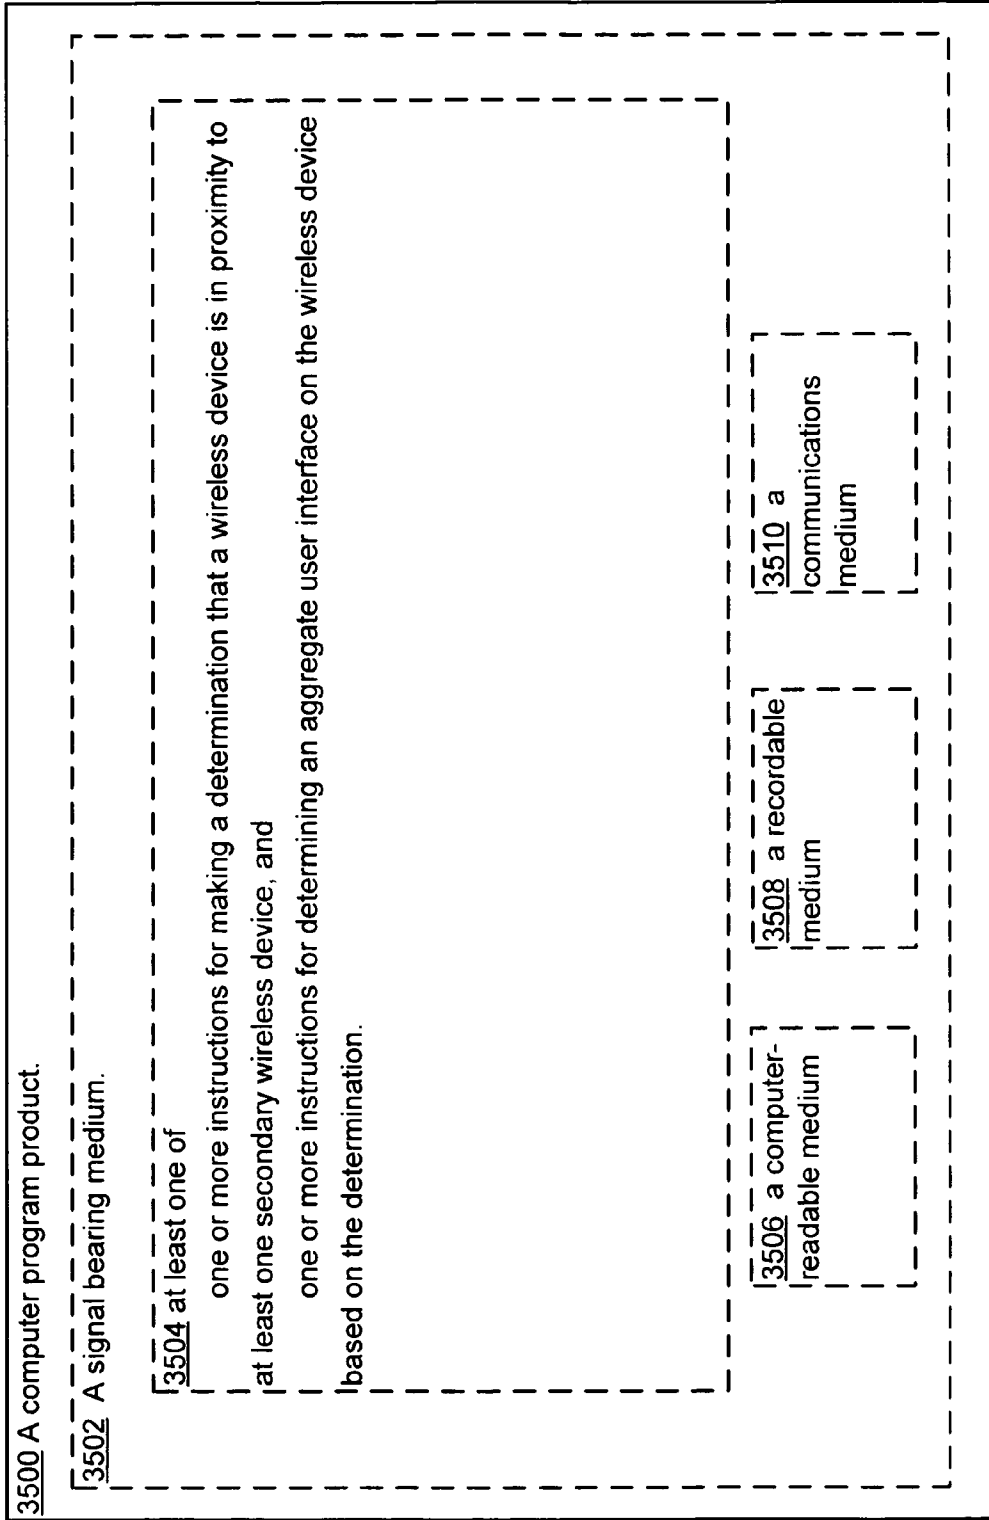 3500 A computer program product.
3502 A signal bearing medium.
3504 at least one of
one or more instructions for making a determination that a wireless device is in proximity to
at least one secondary wireless device, and
one or more instructions for determining an aggregate user interface on the wireless device
based on the determination.
3506 a computer-
readable medium
3508 a recordable
medium
3510 a
communications
medium